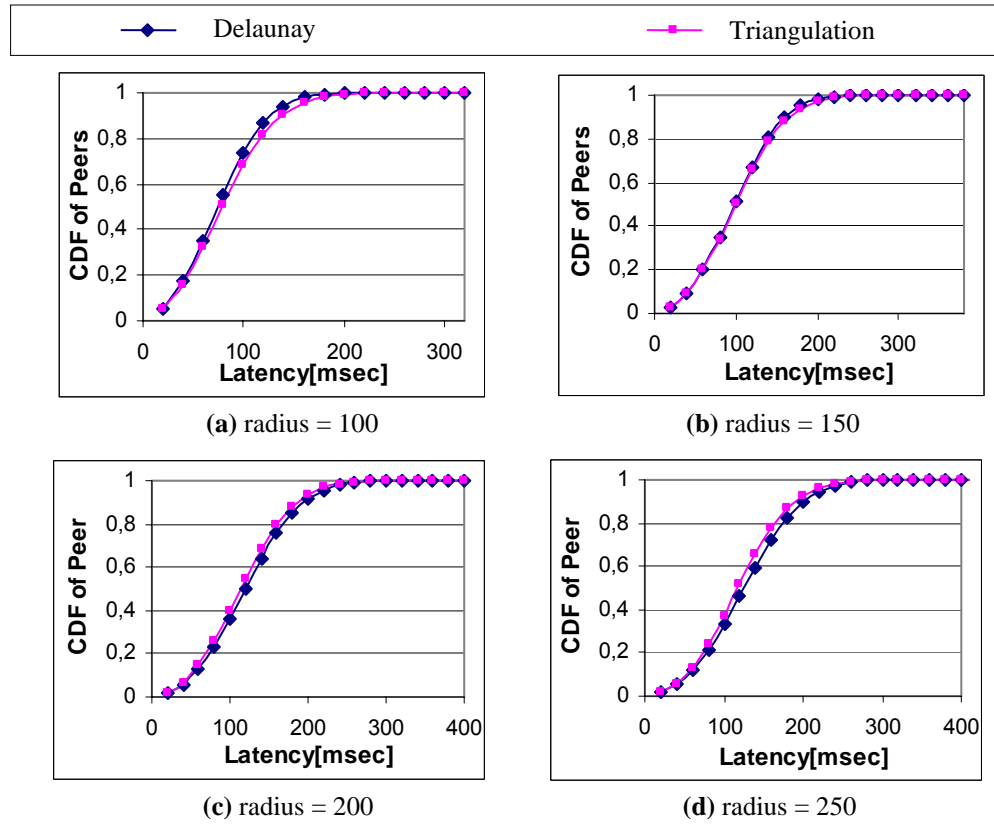 Delaunay Triangulation
1
0,8
0,6
0,4
0,2
0
CDF of Peers
0 100 200 300
Latency[msec]
(a) radius = 100
1
0,8
0,6
0,4
0,2
0
CDF of Peers
0 100 200 300
Latency[msec]
(b) radius = 150
1
0,8
0,6
0,4
0,2
0
CDF of Peer
0 100 200 300 400
Latency[msec]
(c) radius = 200
1
0,8
0,6
0,4
0,2
0
CDF of Peer
0 100 200 300 400
Latency[msec]
(d) radius = 250